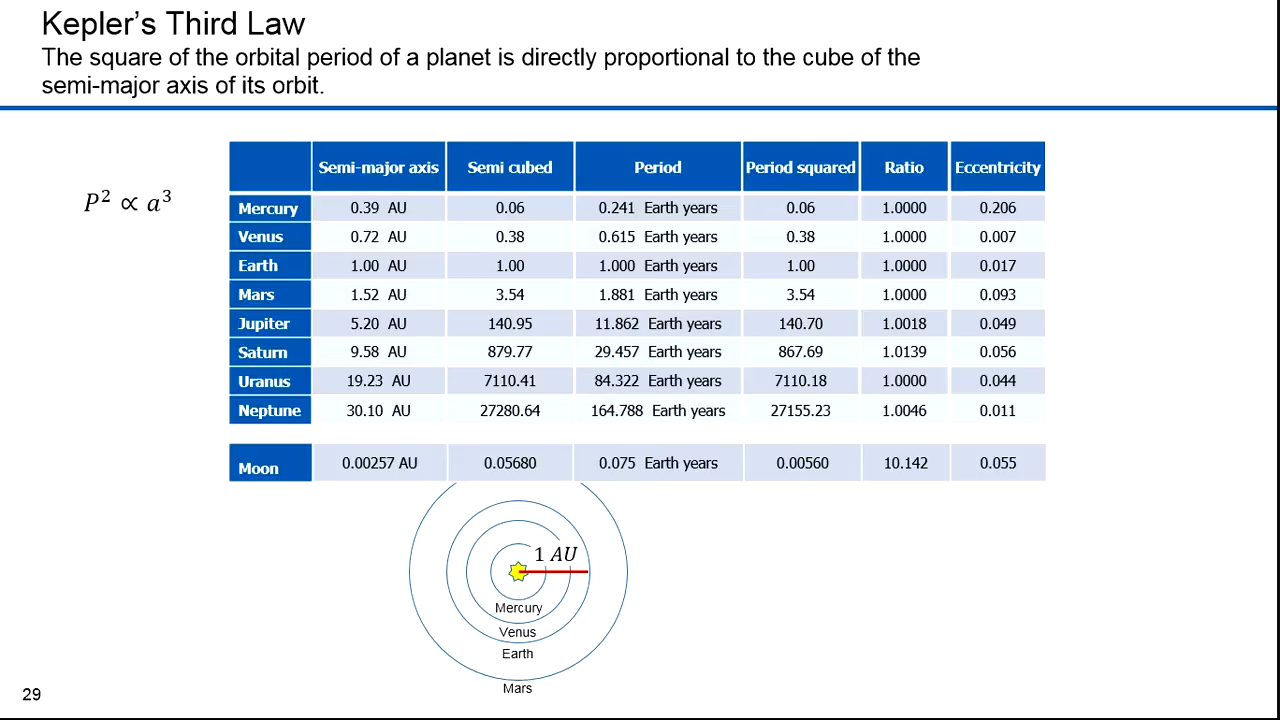 Kepler's Third Law
The square of the orbital period of a planet is directly proportional to the cube of the
semi-major axis of its orbit.
P² ∝ a³
Semi-major axis Semi cubed Period Period squared Ratio Eccentricity
Mercury 0.39 AU 0.06 0.241 Earth years 0.06 1.0000 0.206
Venus 0.72 AU 0.38 0.615 Earth years 0.38 1.0000 0.007
Earth 1.00 AU 1.00 1.000 Earth years 1.00 1.0000 0.017
Mars 1.52 AU 3.54 1.881 Earth years 3.54 1.0000 0.093
Jupiter 5.20 AU 140.95 11.862 Earth years 140.70 1.0018 0.049
Saturn 9.58 AU 879.77 29.457 Earth years 867.69 1.0139 0.056
Uranus 19.23 AU 7110.41 84.322 Earth years 7110.18 1.0000 0.044
Neptune 30.10 AU 27280.64 164.788 Earth years 27155.23 1.0046 0.011
Moon 0.00257 AU 0.05680 0.075 Earth years 0.00560 10.142 0.055
1 AU
Mercury
Venus
Earth
Mars
29